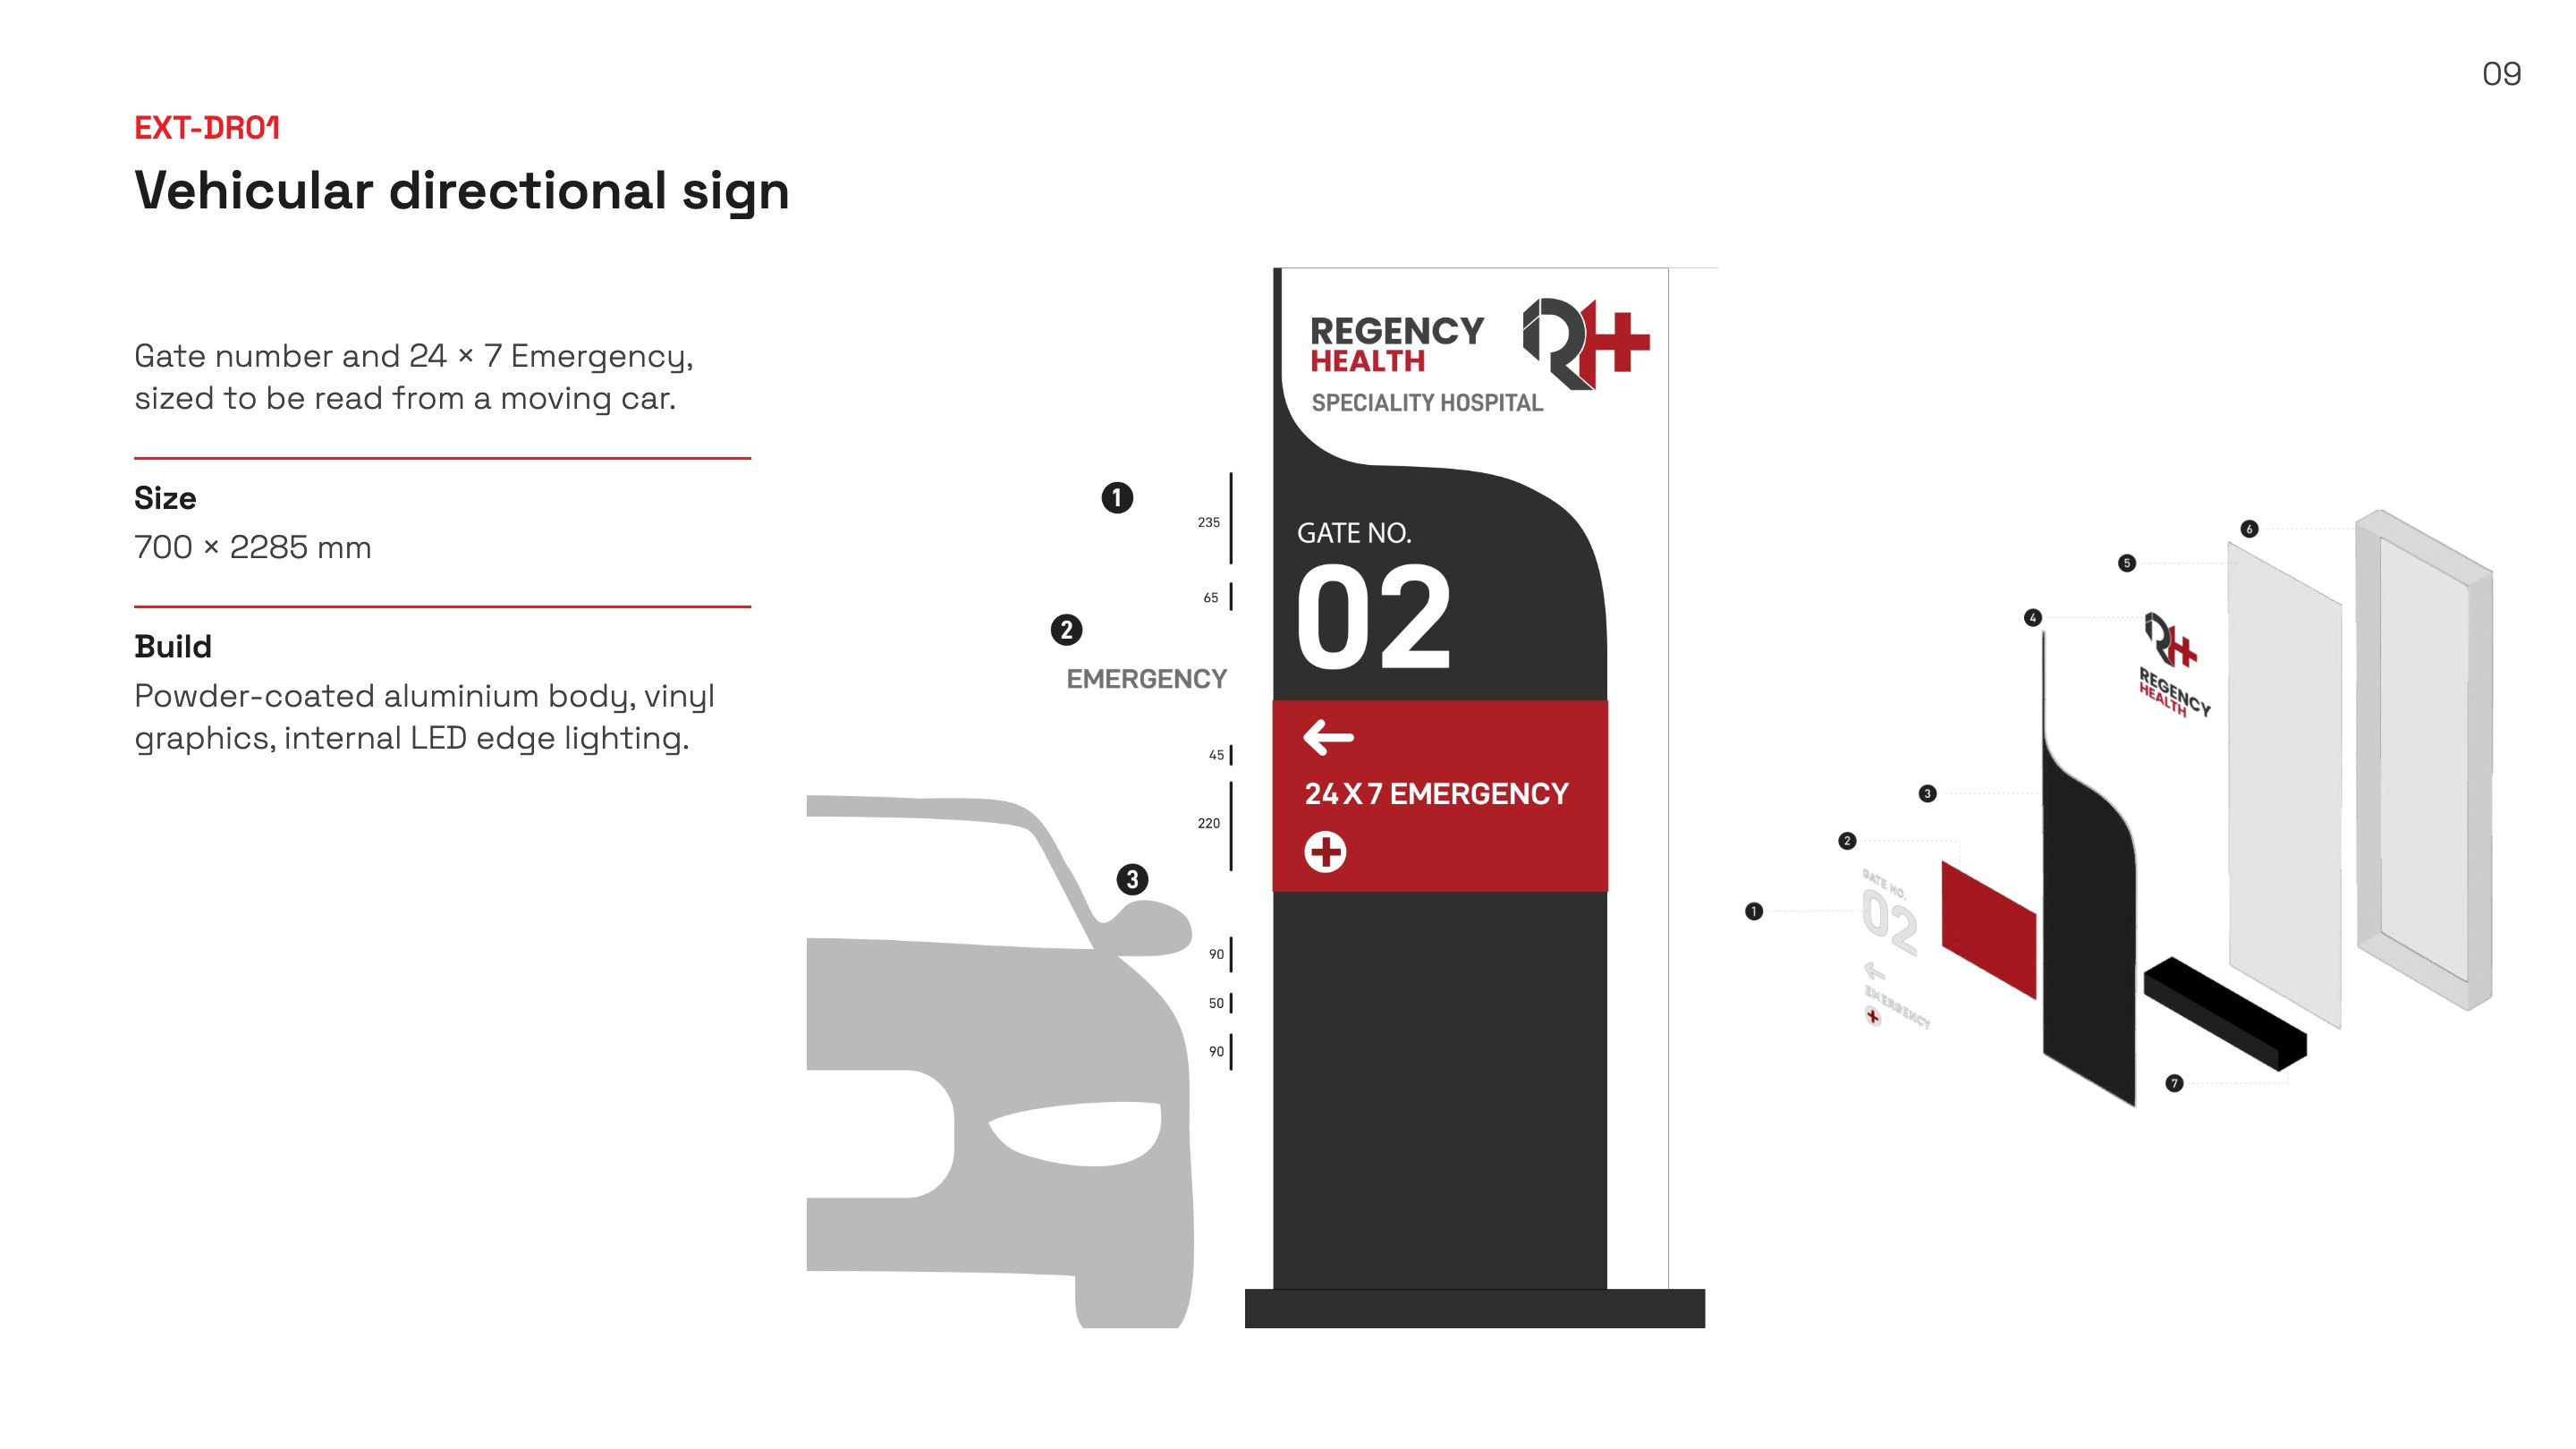 09
EXT-DR01
Vehicular directional sign
Gate number and 24 × 7 Emergency,
sized to be read from a moving car.
Size
700 × 2285 mm
Build
Powder-coated aluminium body, vinyl
graphics, internal LED edge lighting.
1
235
65
2
EMERGENCY
45
220
3
90
50
90
REGENCY
HEALTH
SPECIALITY HOSPITAL
RH
GATE NO.
02
24 X 7 EMERGENCY
6
5
4
RH
REGENCY
HEALTH
3
2
1
GATE NO.
02
EMERGENCY
7